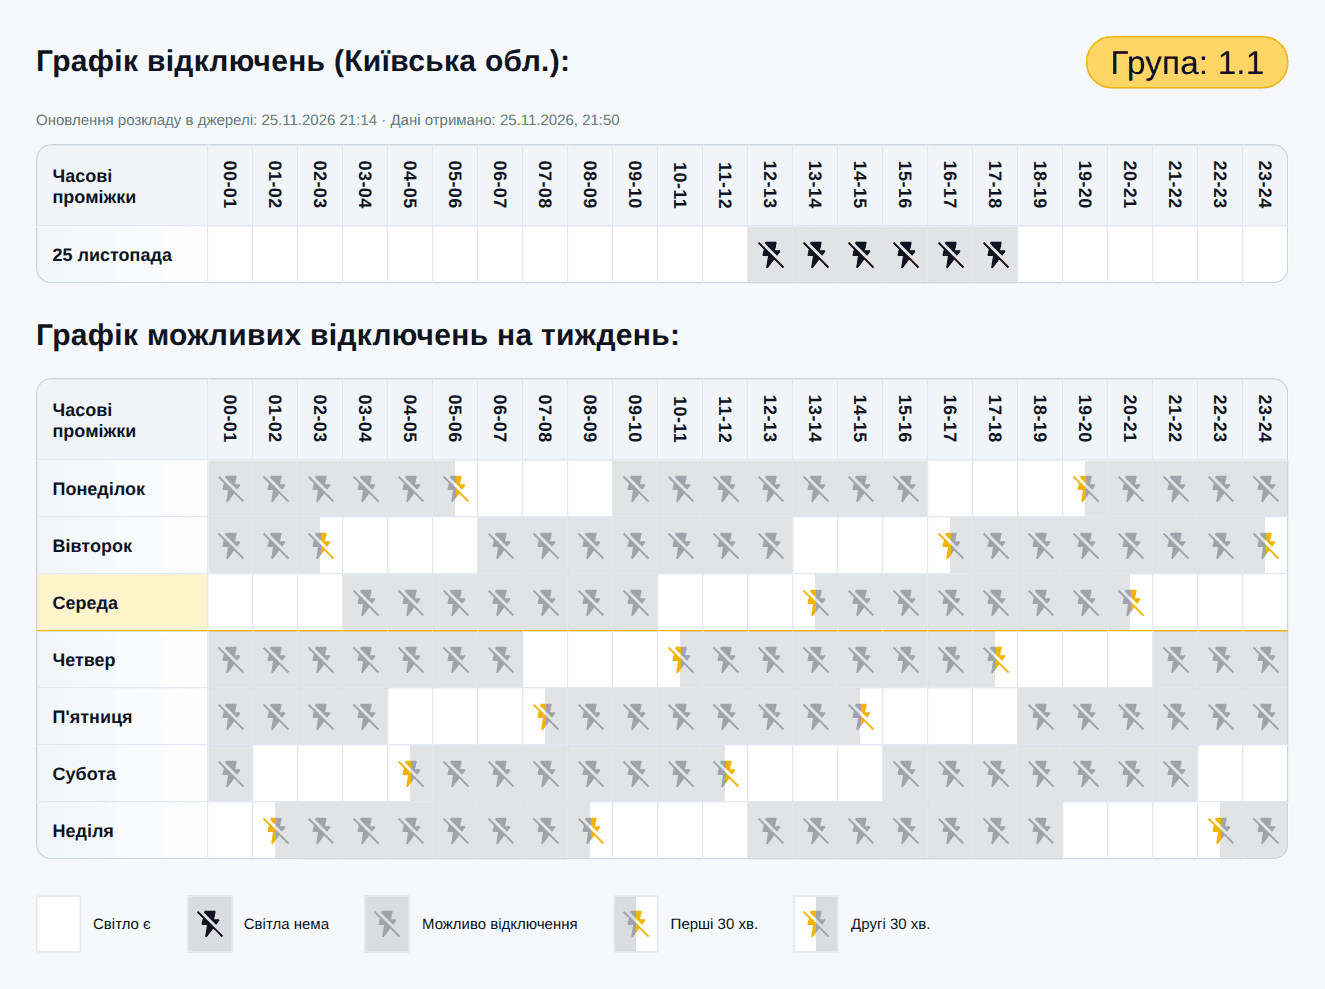 Графік відключень (Київська обл.):
Група: 1.1
Оновлення розкладу в джерелі: 25.11.2026 21:14 · Дані отримано: 25.11.2026, 21:50
Часові проміжки 00-01 01-02 02-03 03-04 04-05 05-06 06-07 07-08 08-09 09-10 10-11 11-12 12-13 13-14 14-15 15-16 16-17 17-18 18-19 19-20 20-21 21-22 22-23 23-24
25 листопада
Графік можливих відключень на тиждень:
Часові проміжки 00-01 01-02 02-03 03-04 04-05 05-06 06-07 07-08 08-09 09-10 10-11 11-12 12-13 13-14 14-15 15-16 16-17 17-18 18-19 19-20 20-21 21-22 22-23 23-24
Понеділок
Вівторок
Середа
Четвер
П'ятниця
Субота
Неділя
Світло є Світла нема Можливо відключення Перші 30 хв. Другі 30 хв.